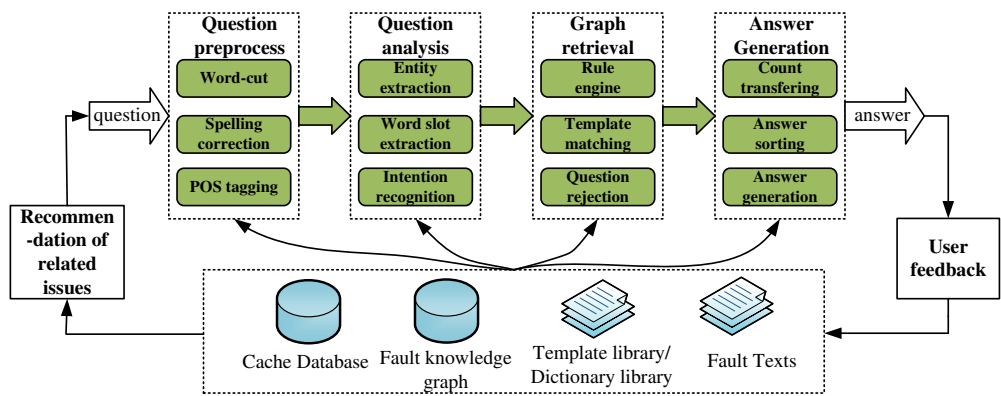 Question
preprocess
Word-cut
Spelling
correction
POS tagging
Question
analysis
Entity
extraction
Word slot
extraction
Intention
recognition
Graph
retrieval
Rule
engine
Template
matching
Question
rejection
Answer
Generation
Count
transfering
Answer
sorting
Answer
generation
question
answer
Recommen
-dation of
related
issues
User
feedback
Cache Database
Fault knowledge
graph
Template library/
Dictionary library
Fault Texts